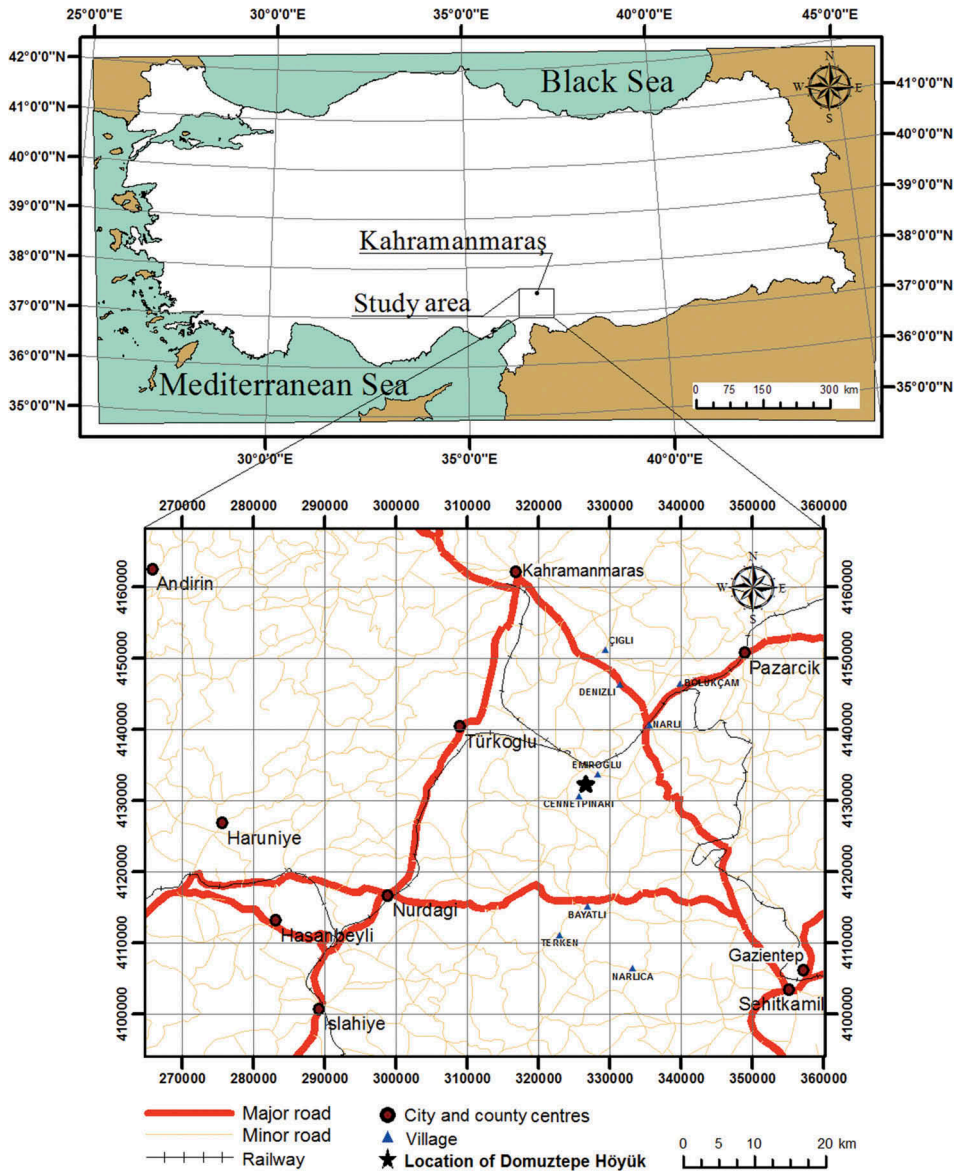 25°0'0"E 30°0'0"E 35°0'0"E 40°0'0"E 45°0'0"E
42°0'0"N
41°0'0"N
40°0'0"N
39°0'0"N
38°0'0"N
37°0'0"N
36°0'0"N
35°0'0"N
Black Sea
N
W E
S
41°0'0"N
40°0'0"N
39°0'0"N
38°0'0"N
37°0'0"N
36°0'0"N
35°0'0"N
Kahramanmaraş
Study area
Mediterranean Sea
0 75 150 300 km
30°0'0"E 35°0'0"E 40°0'0"E
270000 280000 290000 300000 310000 320000 330000 340000 350000 360000
4160000
4150000
4140000
4130000
4120000
4110000
4100000
N
W E
S
Andirin
Kahramanmaras
ÇIGLI
Pazarcik
DENIZLI
BÖLÜKÇAM
NARLI
Türkoglu
EMIROGLU
CENNETPINARI
Haruniye
Nurdagi
BAYATLI
Hasanbeyli
TERKEN
Gazientep
NARLICA
Sehitkamil
Islahiye
4160000
4150000
4140000
4130000
4120000
4110000
4100000
270000 280000 290000 300000 310000 320000 330000 340000 350000 360000
Major road
Minor road
Railway
City and county centres
Village
Location of Domuztepe Höyük
0 5 10 20 km